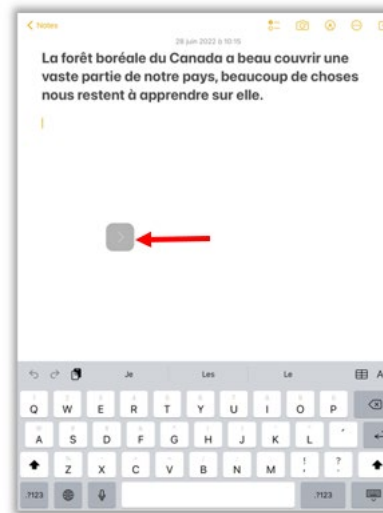 Notes
28 juin 2022 à 10:15
La forêt boréale du Canada a beau couvrir une
vaste partie de notre pays, beaucoup de choses
nous restent à apprendre sur elle.
Je Les Le A
Q W E R T Y U I O P
A S D F G H J K L ´
Z X C V B N M ! ?
.?123 .?123